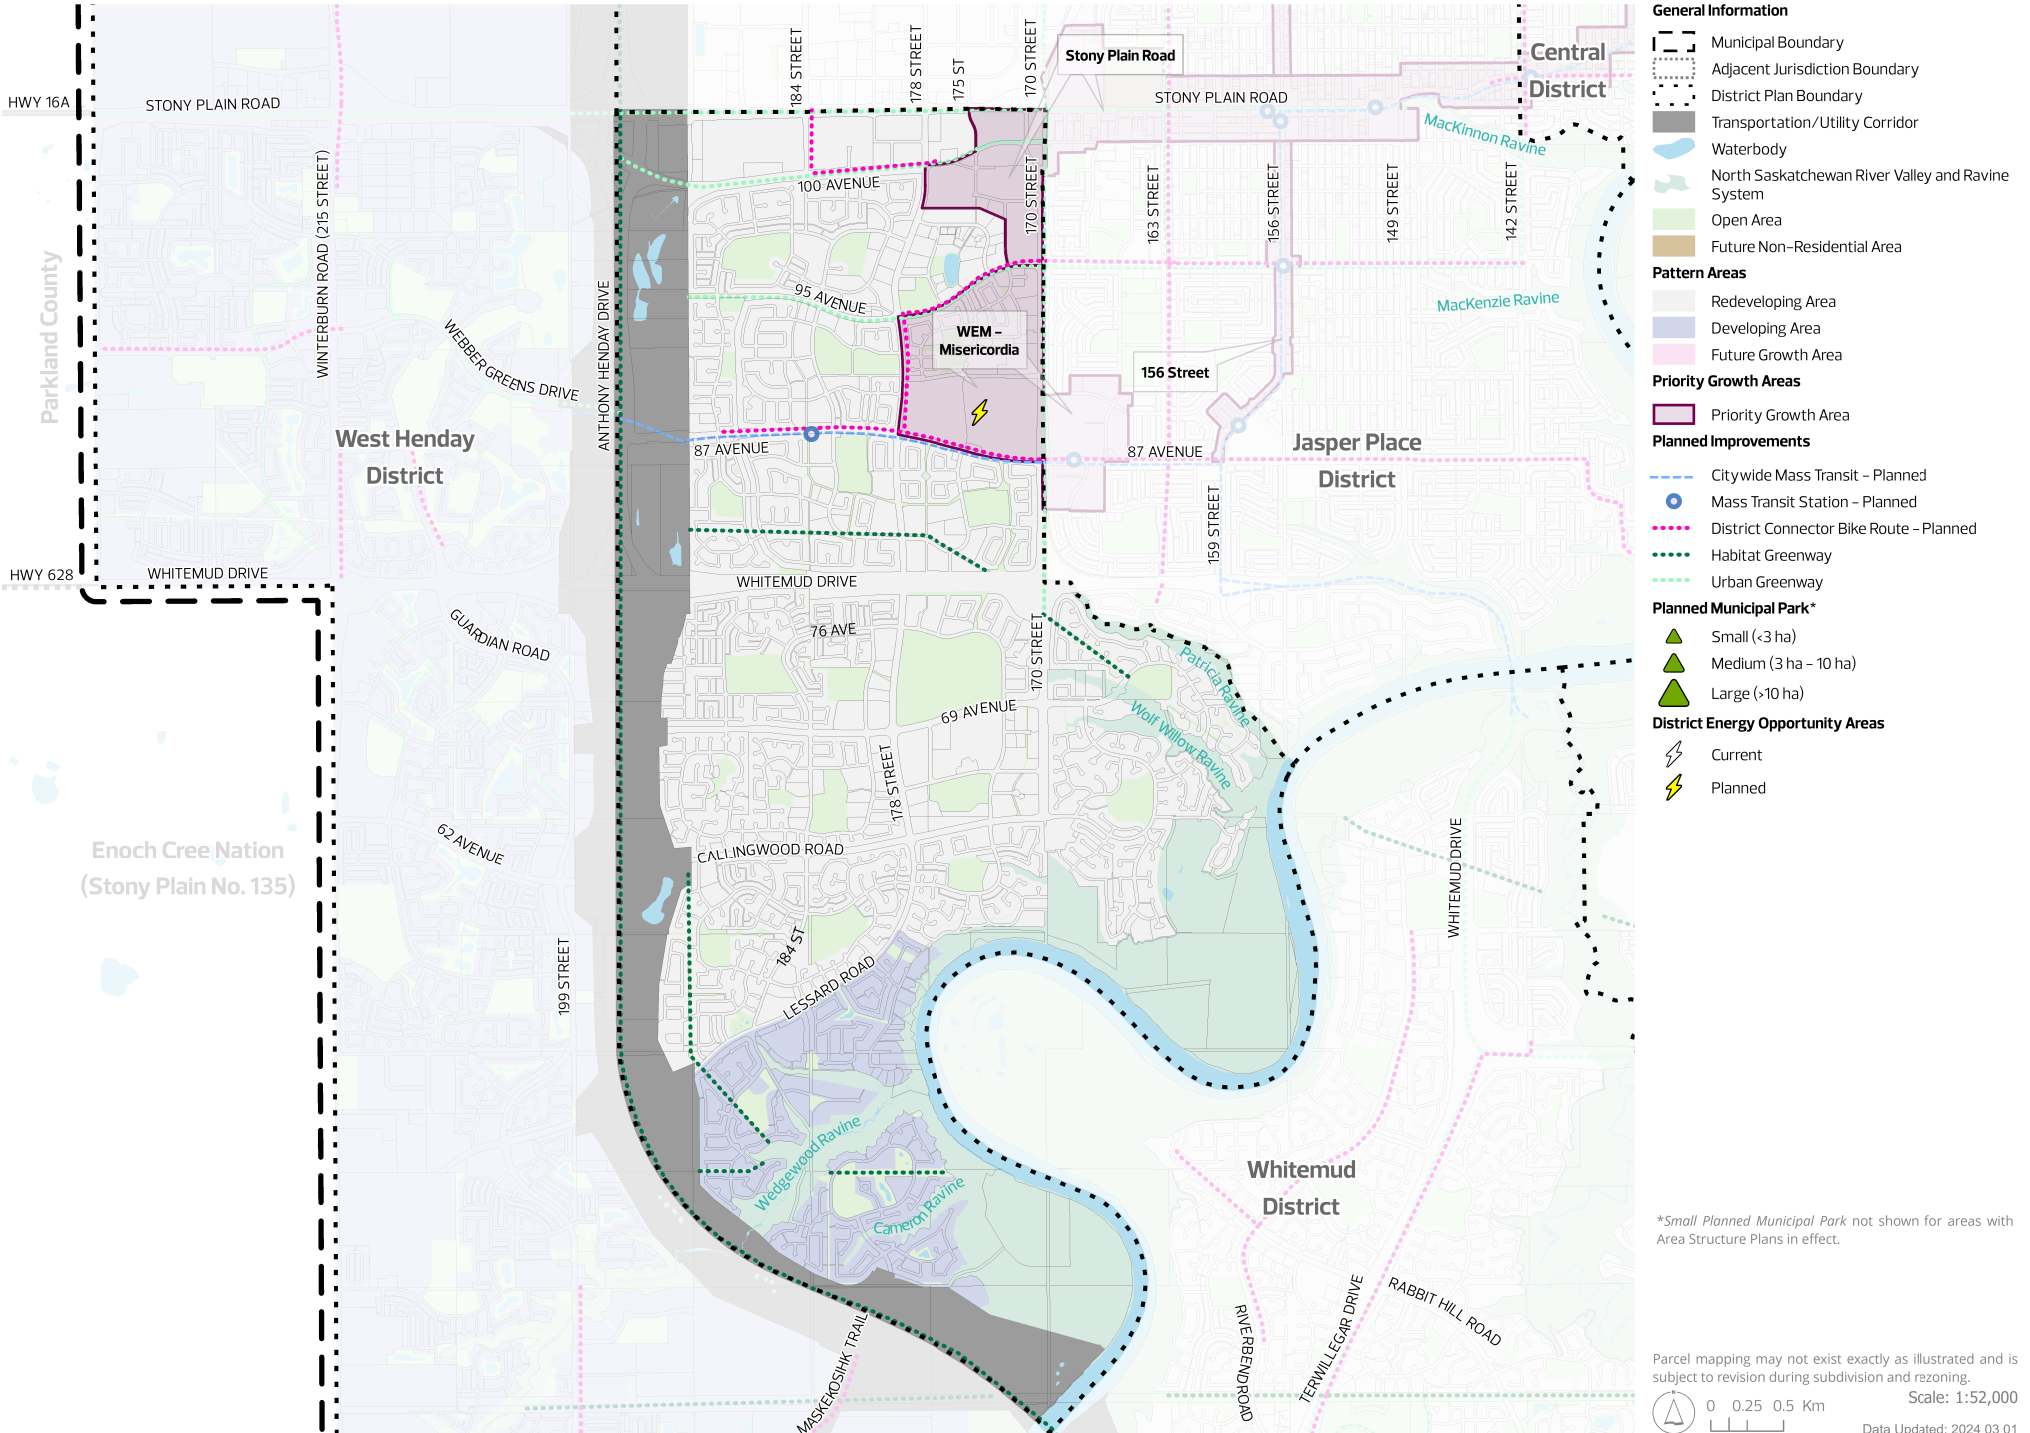 General Information
Municipal Boundary
Adjacent Jurisdiction Boundary
District Plan Boundary
Transportation/Utility Corridor
Waterbody
North Saskatchewan River Valley and Ravine
System
Open Area
Future Non-Residential Area
Pattern Areas
Redeveloping Area
Developing Area
Future Growth Area
Priority Growth Areas
Priority Growth Area
Planned Improvements
Citywide Mass Transit - Planned
Mass Transit Station - Planned
District Connector Bike Route - Planned
Habitat Greenway
Urban Greenway
Planned Municipal Park*
Small (<3 ha)
Medium (3 ha - 10 ha)
Large (>10 ha)
District Energy Opportunity Areas
Current
Planned
*Small Planned Municipal Park not shown for areas with
Area Structure Plans in effect.
Parcel mapping may not exist exactly as illustrated and is
subject to revision during subdivision and rezoning.
Scale: 1:52,000
N
0 0.25 0.5 Km
Data Updated: 2024 03 01
HWY 16A
STONY PLAIN ROAD
184 STREET
178 STREET
175 ST
170 STREET
Stony Plain Road
STONY PLAIN ROAD
Central
District
MacKinnon Ravine
100 AVENUE
170 STREET
163 STREET
156 STREET
149 STREET
142 STREET
WINTERBURN ROAD (215 STREET)
Parkland County
95 AVENUE
MacKenzie Ravine
WEBBER GREENS DRIVE
ANTHONY HENDAY DRIVE
WEM -
Misericordia
156 Street
West Henday
District
87 AVENUE
87 AVENUE
Jasper Place
District
159 STREET
HWY 628
WHITEMUD DRIVE
WHITEMUD DRIVE
GUARDIAN ROAD
76 AVE
170 STREET
Patricia Ravine
Wolf Willow Ravine
69 AVENUE
178 STREET
62 AVENUE
Enoch Cree Nation
(Stony Plain No. 135)
CALLINGWOOD ROAD
WHITEMUD DRIVE
199 STREET
184 ST
LESSARD ROAD
Wedgewood Ravine
Cameron Ravine
Whitemud
District
MASKEKOSIHK TRAIL
RIVERBEND ROAD
TERWILLEGAR DRIVE
RABBIT HILL ROAD